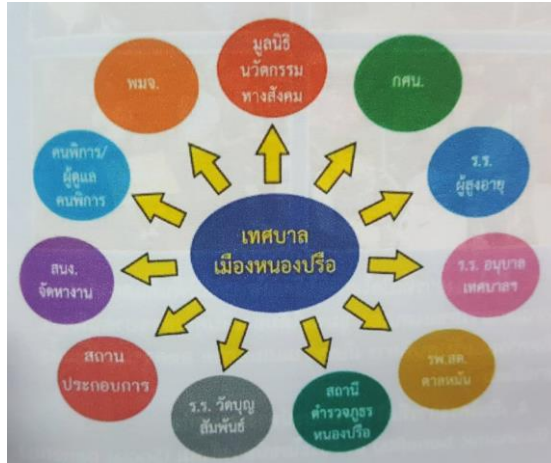 เทศบาล
เมืองหนองปรือ
มูลนิธิ
นวัตกรรม
ทางสังคม
กศน.
ร.ร.
ผู้สูงอายุ
ร.ร. อนุบาล
เทศบาลฯ
รพ.สต.
ตาลหมัน
สถานี
ตำรวจภูธร
หนองปรือ
ร.ร. วัดบุญ
สัมพันธ์
สถาน
ประกอบการ
สนง.
จัดหางาน
คนพิการ/
ผู้ดูแล
คนพิการ
พมจ.